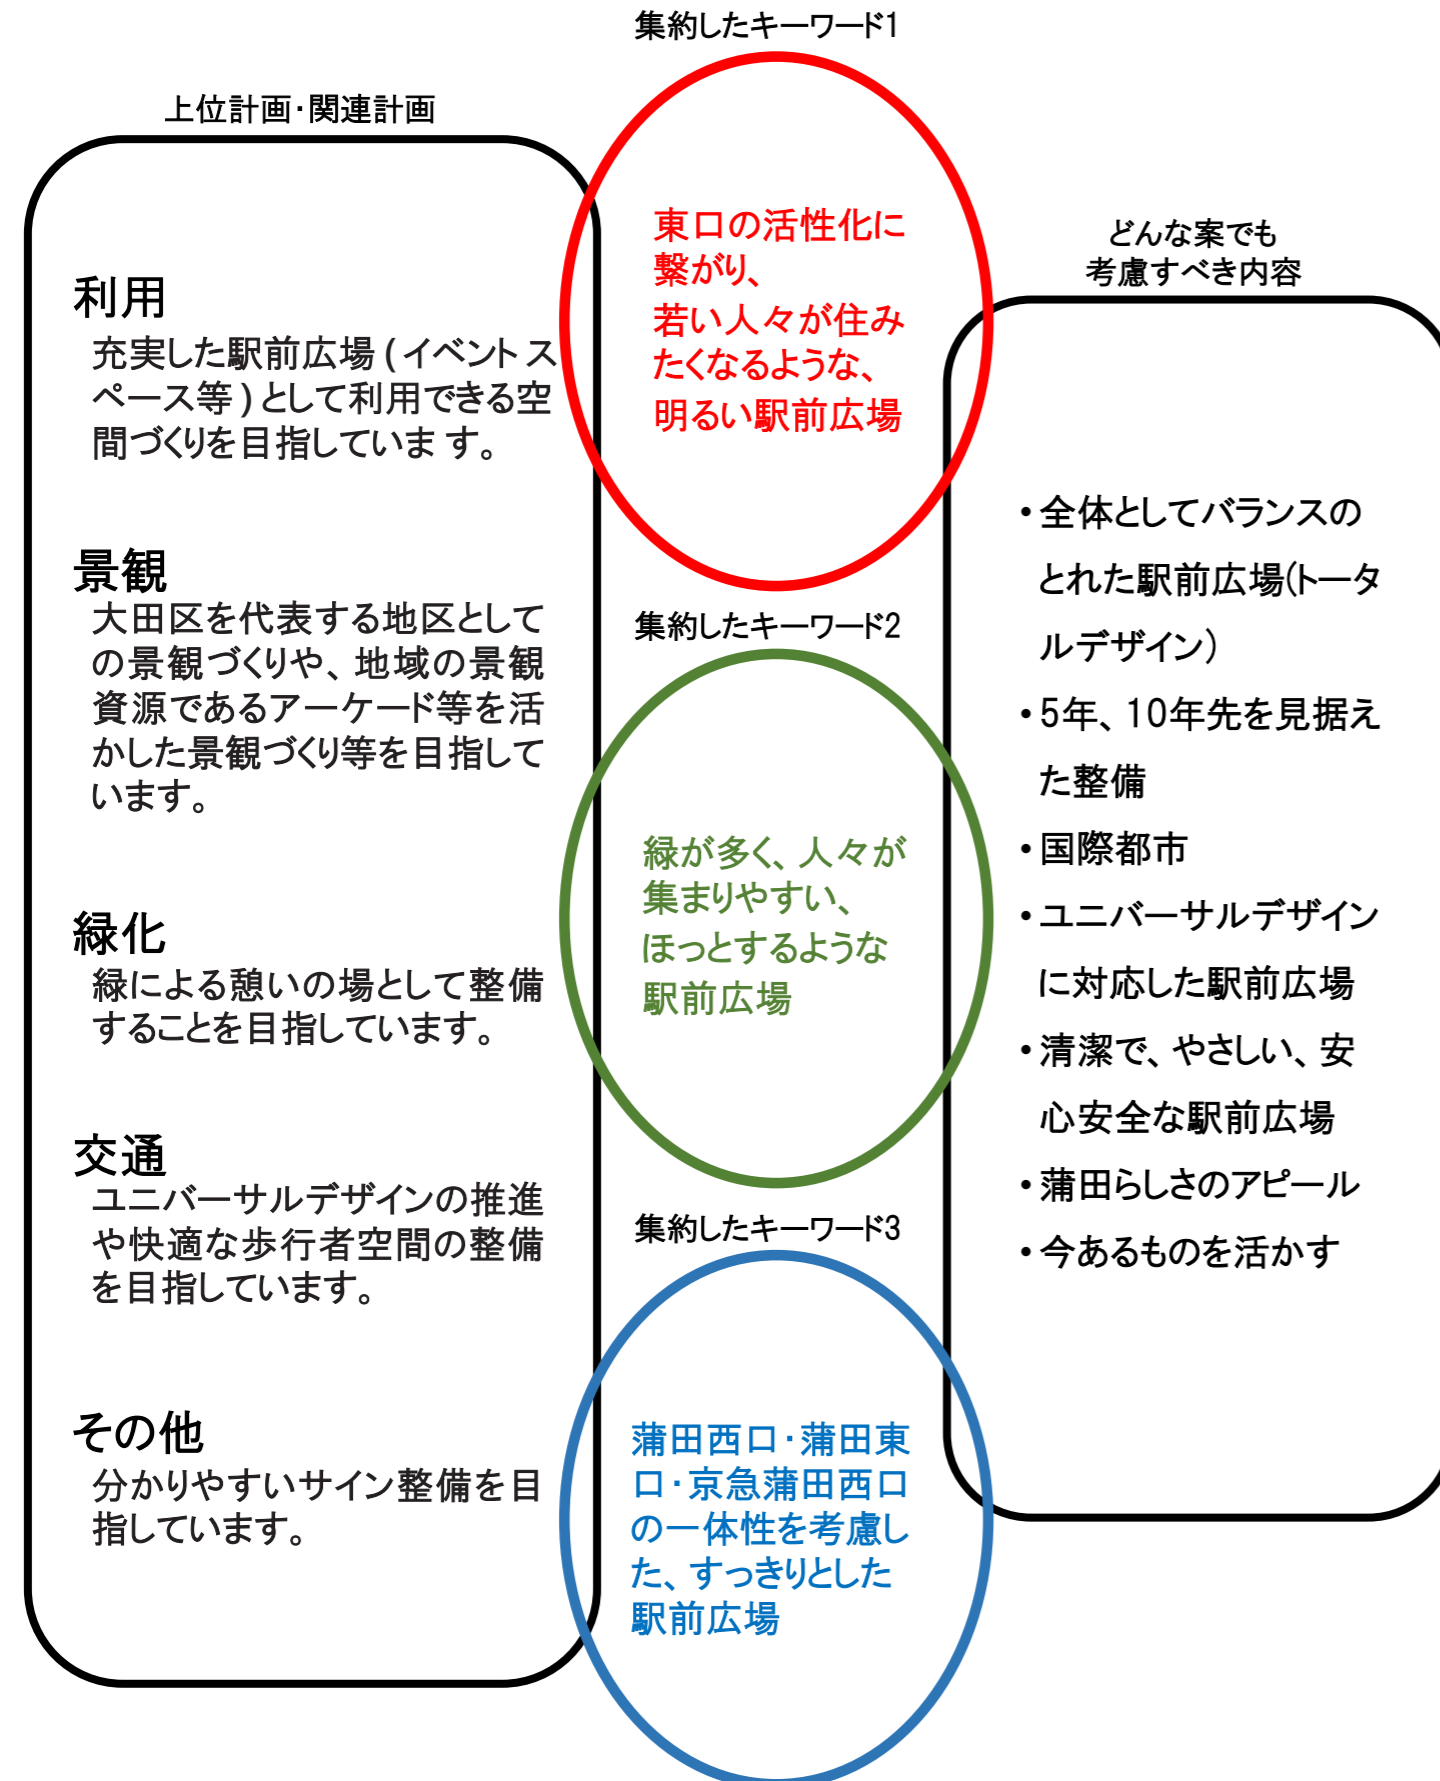 上位計画・関連計画
利用
充実した駅前広場(イベントス
ペース等)として利用できる空
間づくりを目指しています。
景観
大田区を代表する地区として
の景観づくりや、地域の景観
資源であるアーケード等を活
かした景観づくり等を目指して
います。
緑化
緑による憩いの場として整備
することを目指しています。
交通
ユニバーサルデザインの推進
や快適な歩行者空間の整備
を目指しています。
その他
分かりやすいサイン整備を目
指しています。
集約したキーワード1
東口の活性化に
繋がり、
若い人々が住み
たくなるような、
明るい駅前広場
集約したキーワード2
緑が多く、人々が
集まりやすい、
ほっとするような
駅前広場
集約したキーワード3
蒲田西口・蒲田東
口・京急蒲田西口
の一体性を考慮し
た、すっきりとした
駅前広場
どんな案でも
考慮すべき内容
・全体としてバランスの
とれた駅前広場(トータ
ルデザイン)
・5年、10年先を見据え
た整備
・国際都市
・ユニバーサルデザイン
に対応した駅前広場
・清潔で、やさしい、安
心安全な駅前広場
・蒲田らしさのアピール
・今あるものを活かす